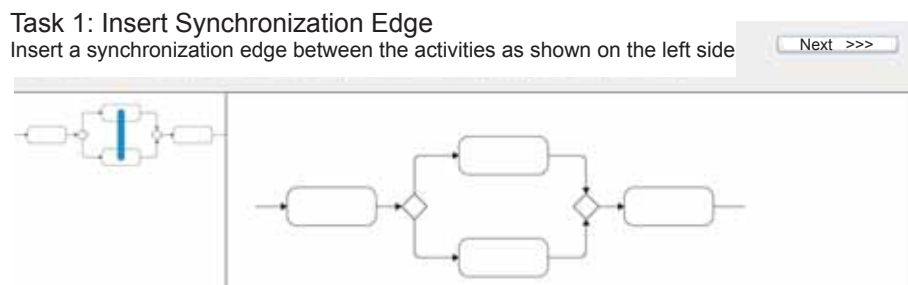 Task 1: Insert Synchronization Edge
Insert a synchronization edge between the activities as shown on the left side
Next >>>